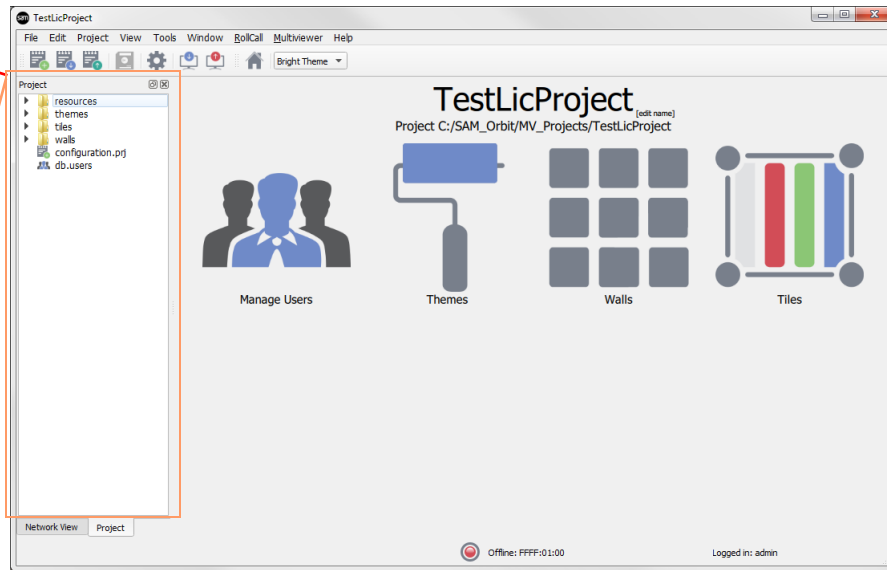 sam TestLicProject
File Edit Project View Tools Window RollCall Multiviewer Help
Bright Theme
Project
resources
themes
tiles
walls
configuration.prj
db.users
TestLicProject [edit name]
Project C:/SAM_Orbit/MV_Projects/TestLicProject
Manage Users Themes Walls Tiles
Network View Project
Offline: FFFF:01:00 Logged in: admin